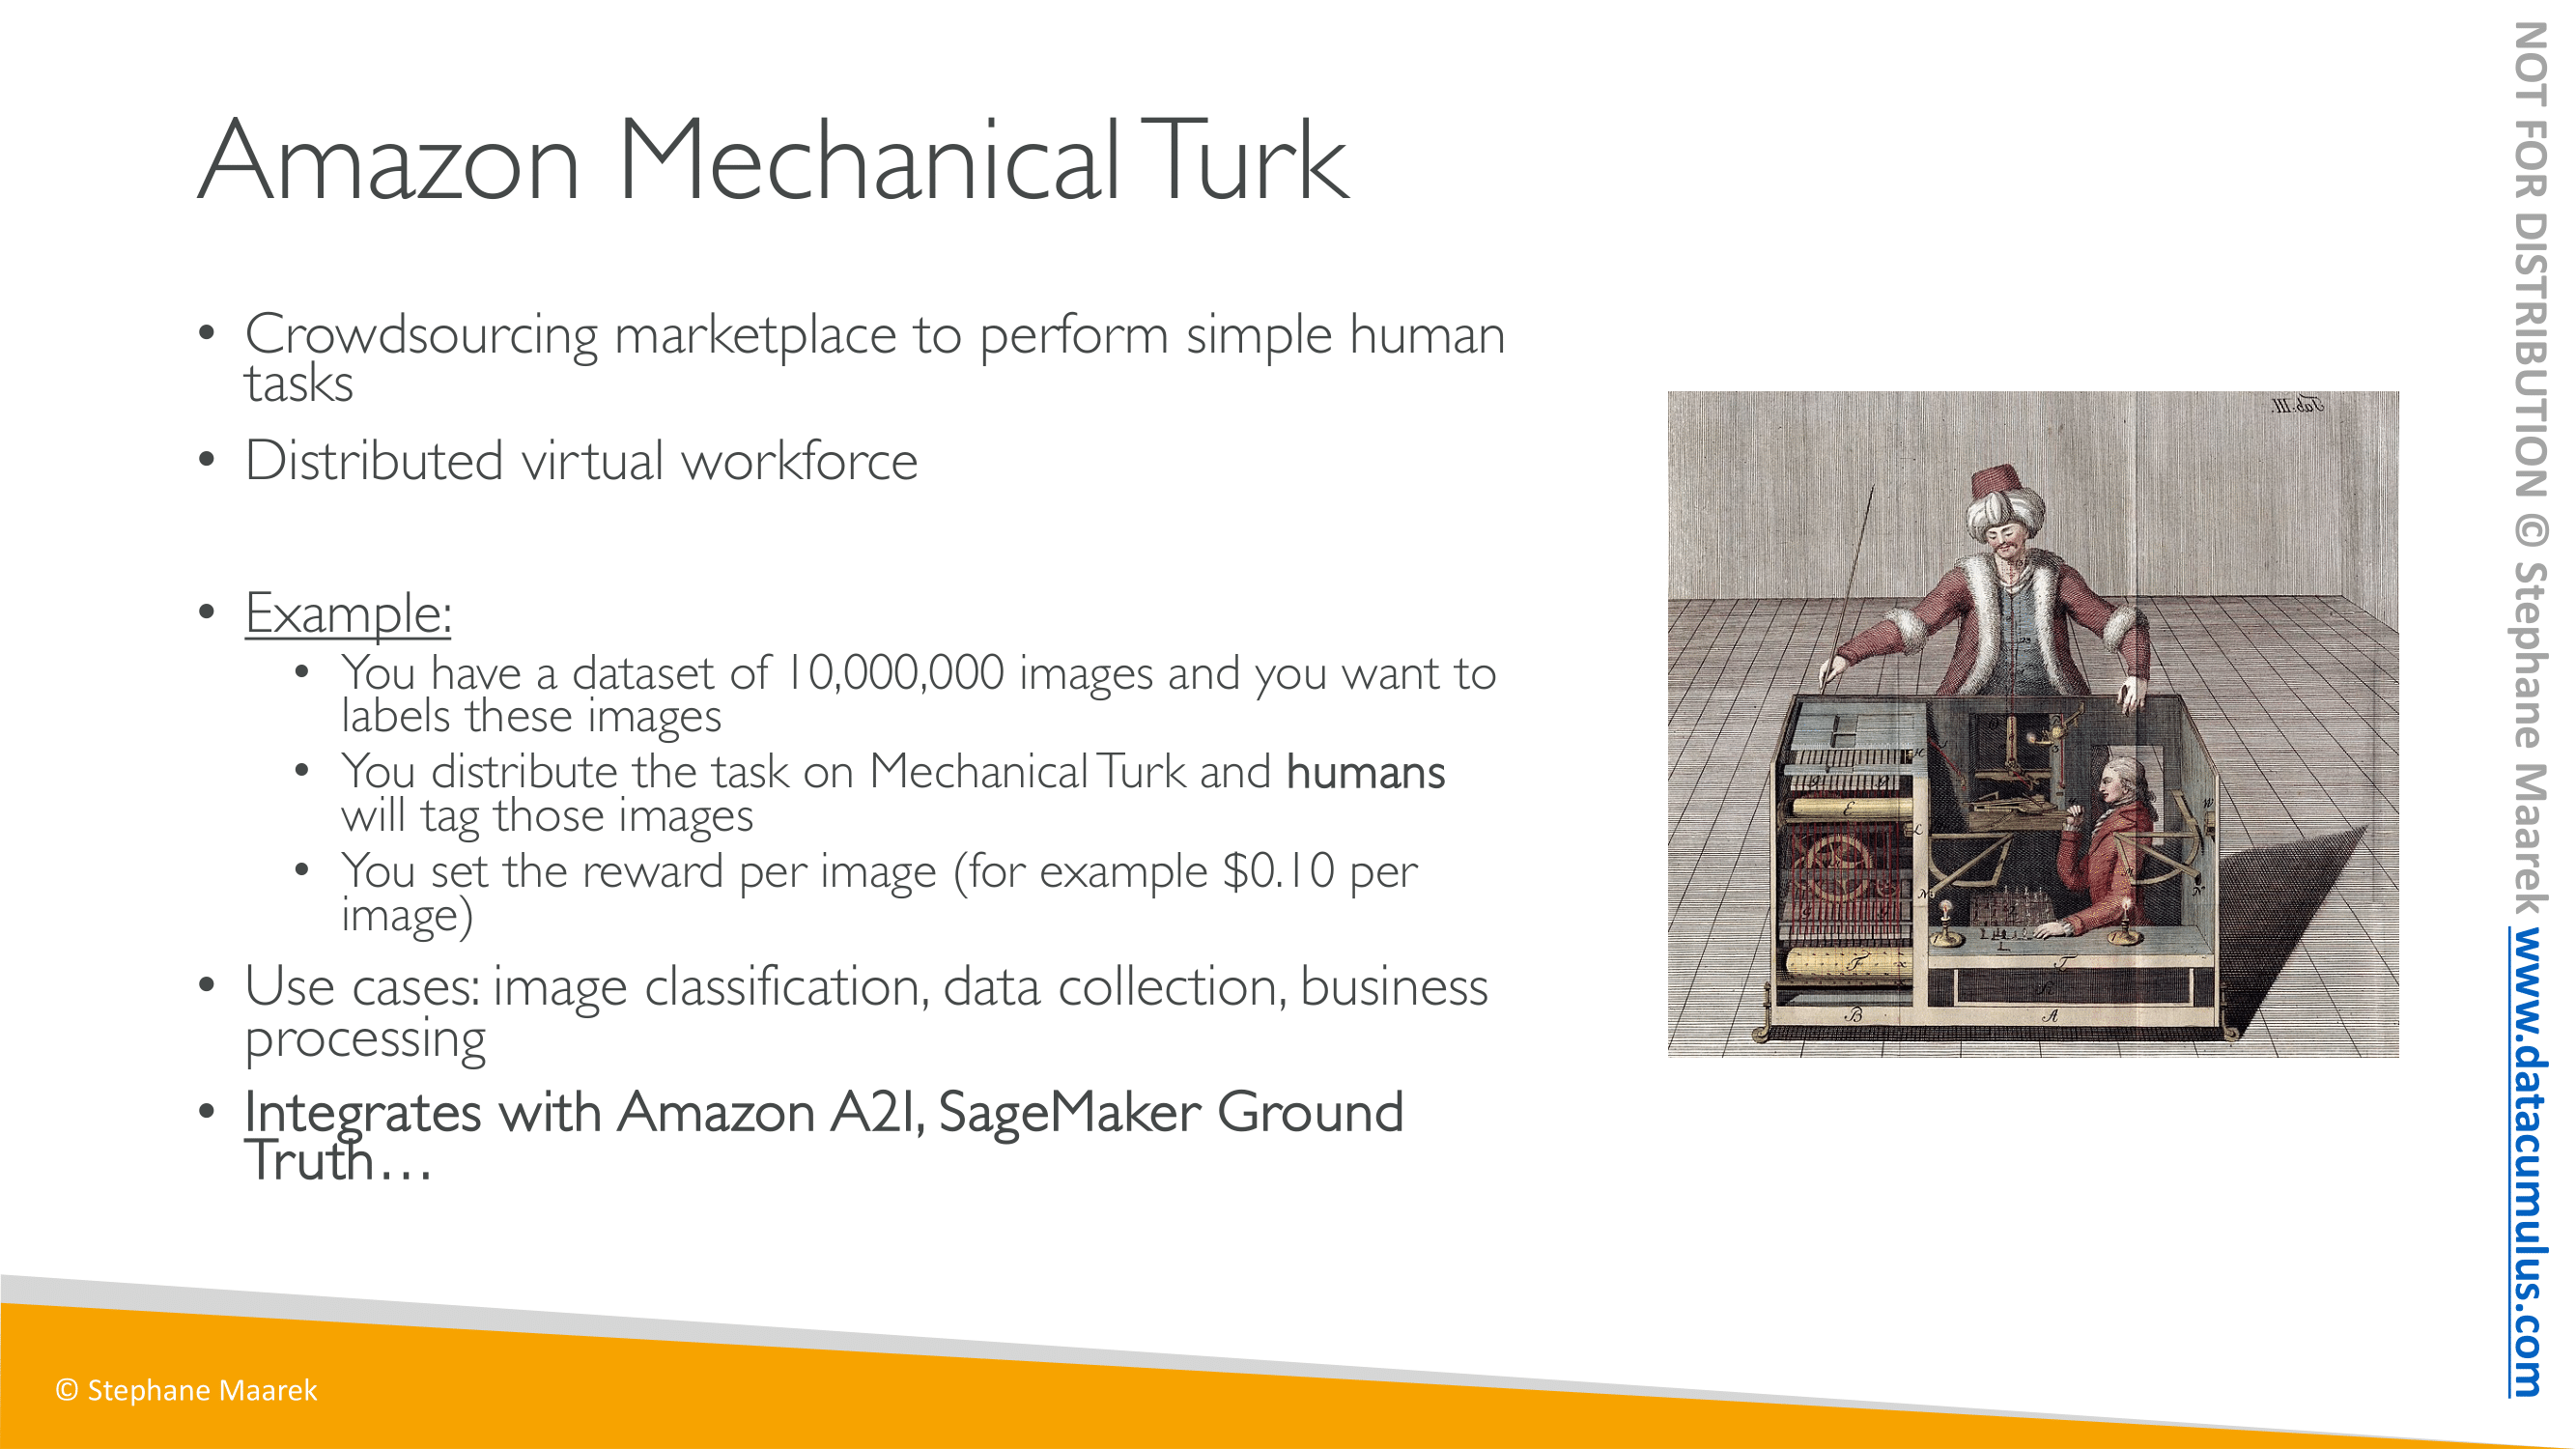 Amazon Mechanical Turk
• Crowdsourcing marketplace to perform simple human
tasks
• Distributed virtual workforce
• Example:
• You have a dataset of 10,000,000 images and you want to
labels these images
• You distribute the task on Mechanical Turk and humans
will tag those images
• You set the reward per image (for example $0.10 per
image)
• Use cases: image classification, data collection, business
processing
• Integrates with Amazon A2I, SageMaker Ground
Truth…
Tab.III.
© Stephane Maarek
NOT FOR DISTRIBUTION © Stephane Maarek www.datacumulus.com